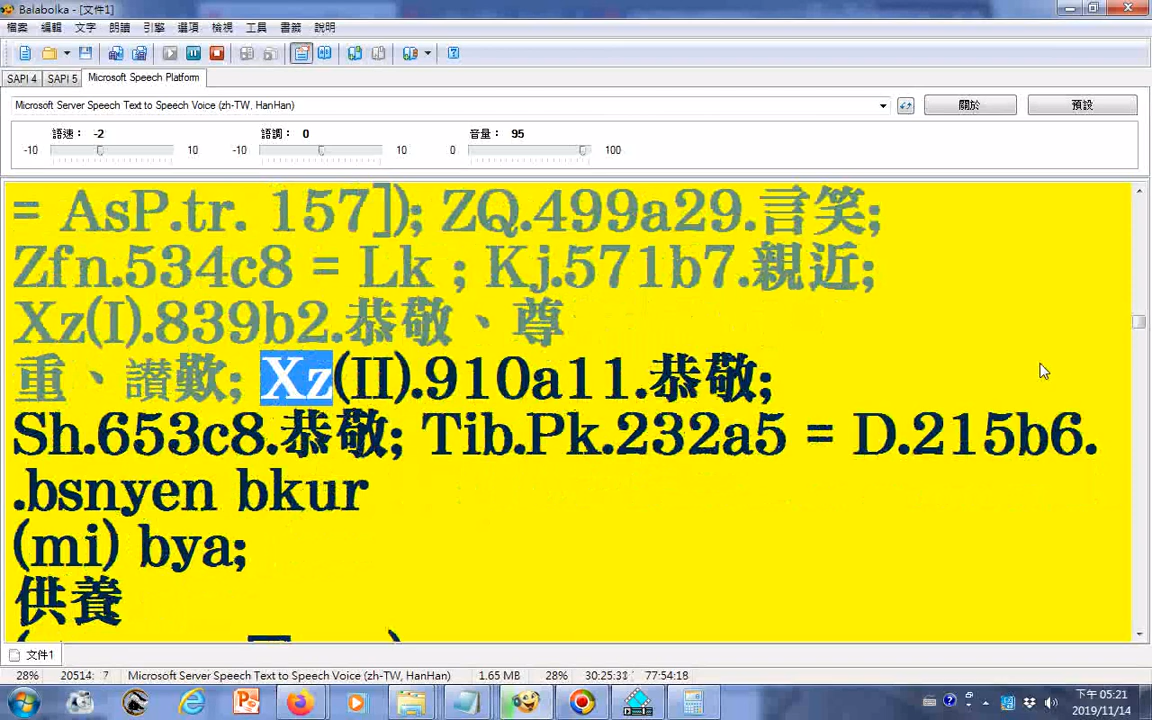 Balabolka - [文件1]
檔案 編輯 文字 朗讀 引擎 選項 檢視 工具 書籤 說明
SAPI 4 SAPI 5 Microsoft Speech Platform
Microsoft Server Speech Text to Speech Voice (zh-TW, HanHan) 關於 預設
語速： -2 語調： 0 音量： 95
-10 10 -10 10 0 100
= AsP.tr. 157]); ZQ.499a29.言笑;
Zfn.534c8 = Lk ; Kj.571b7.親近;
Xz(I).839b2.恭敬、尊
重、讃歎; Xz(II).910a11.恭敬;
Sh.653c8.恭敬; Tib.Pk.232a5 = D.215b6.
.bsnyen bkur
(mi) bya;
供養
文件1
28% 20514: 7 Microsoft Server Speech Text to Speech Voice (zh-TW, HanHan) 1.65 MB 28% 30:25:31 77:54:18
下午 05:21
2019/11/14